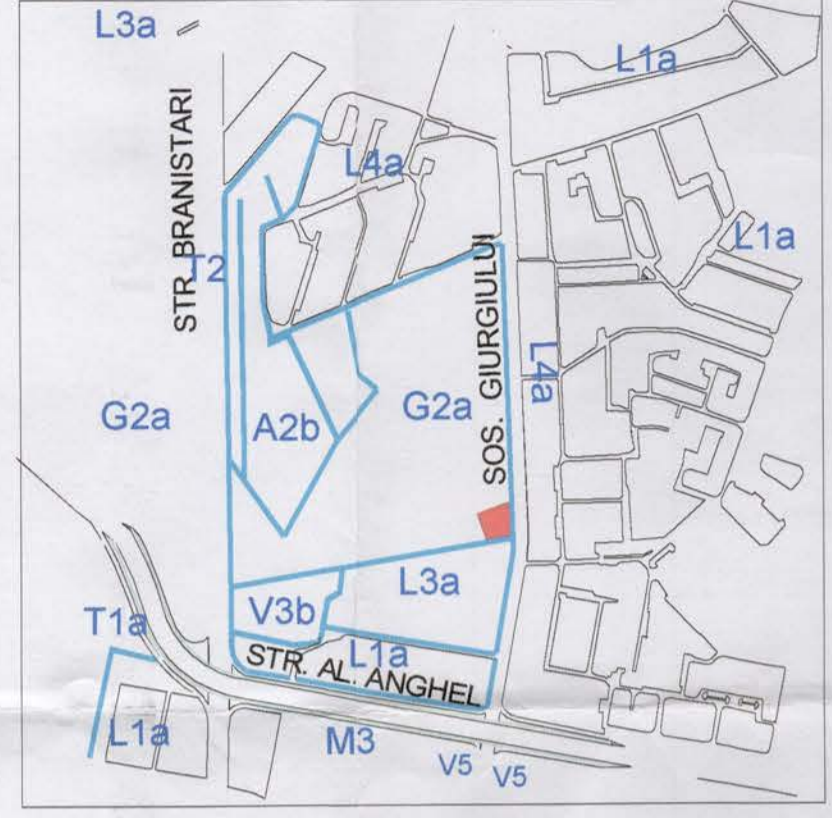 L3a
L1a
STR. BRANISTARI
L4a
L1a
T2
SOS. GIURGIULUI
L4a
G2a
A2b
G2a
L3a
V3b
T1a
L1a
STR. AL. ANGHEL
L1a
M3
V5
V5